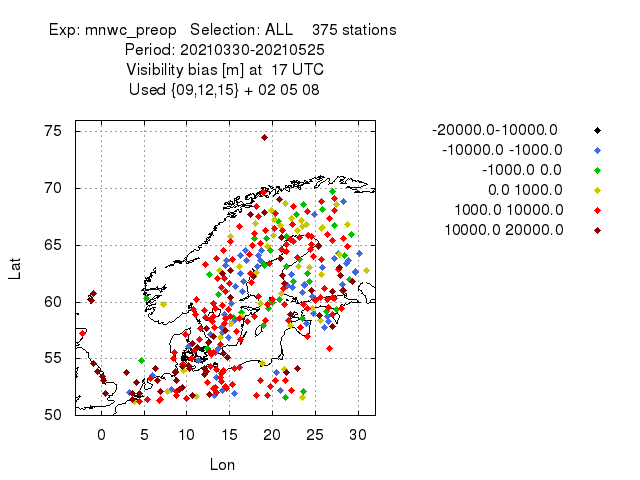 Exp: mnwc_preop   Selection: ALL    375 stations
Period: 20210330-20210525
Visibility bias [m] at  17 UTC
Used {09,12,15} + 02 05 08
-20000.0-10000.0
-10000.0 -1000.0
-1000.0 0.0
0.0 1000.0
1000.0 10000.0
10000.0 20000.0
75
70
65
60
55
50
Lat
0 5 10 15 20 25 30
Lon